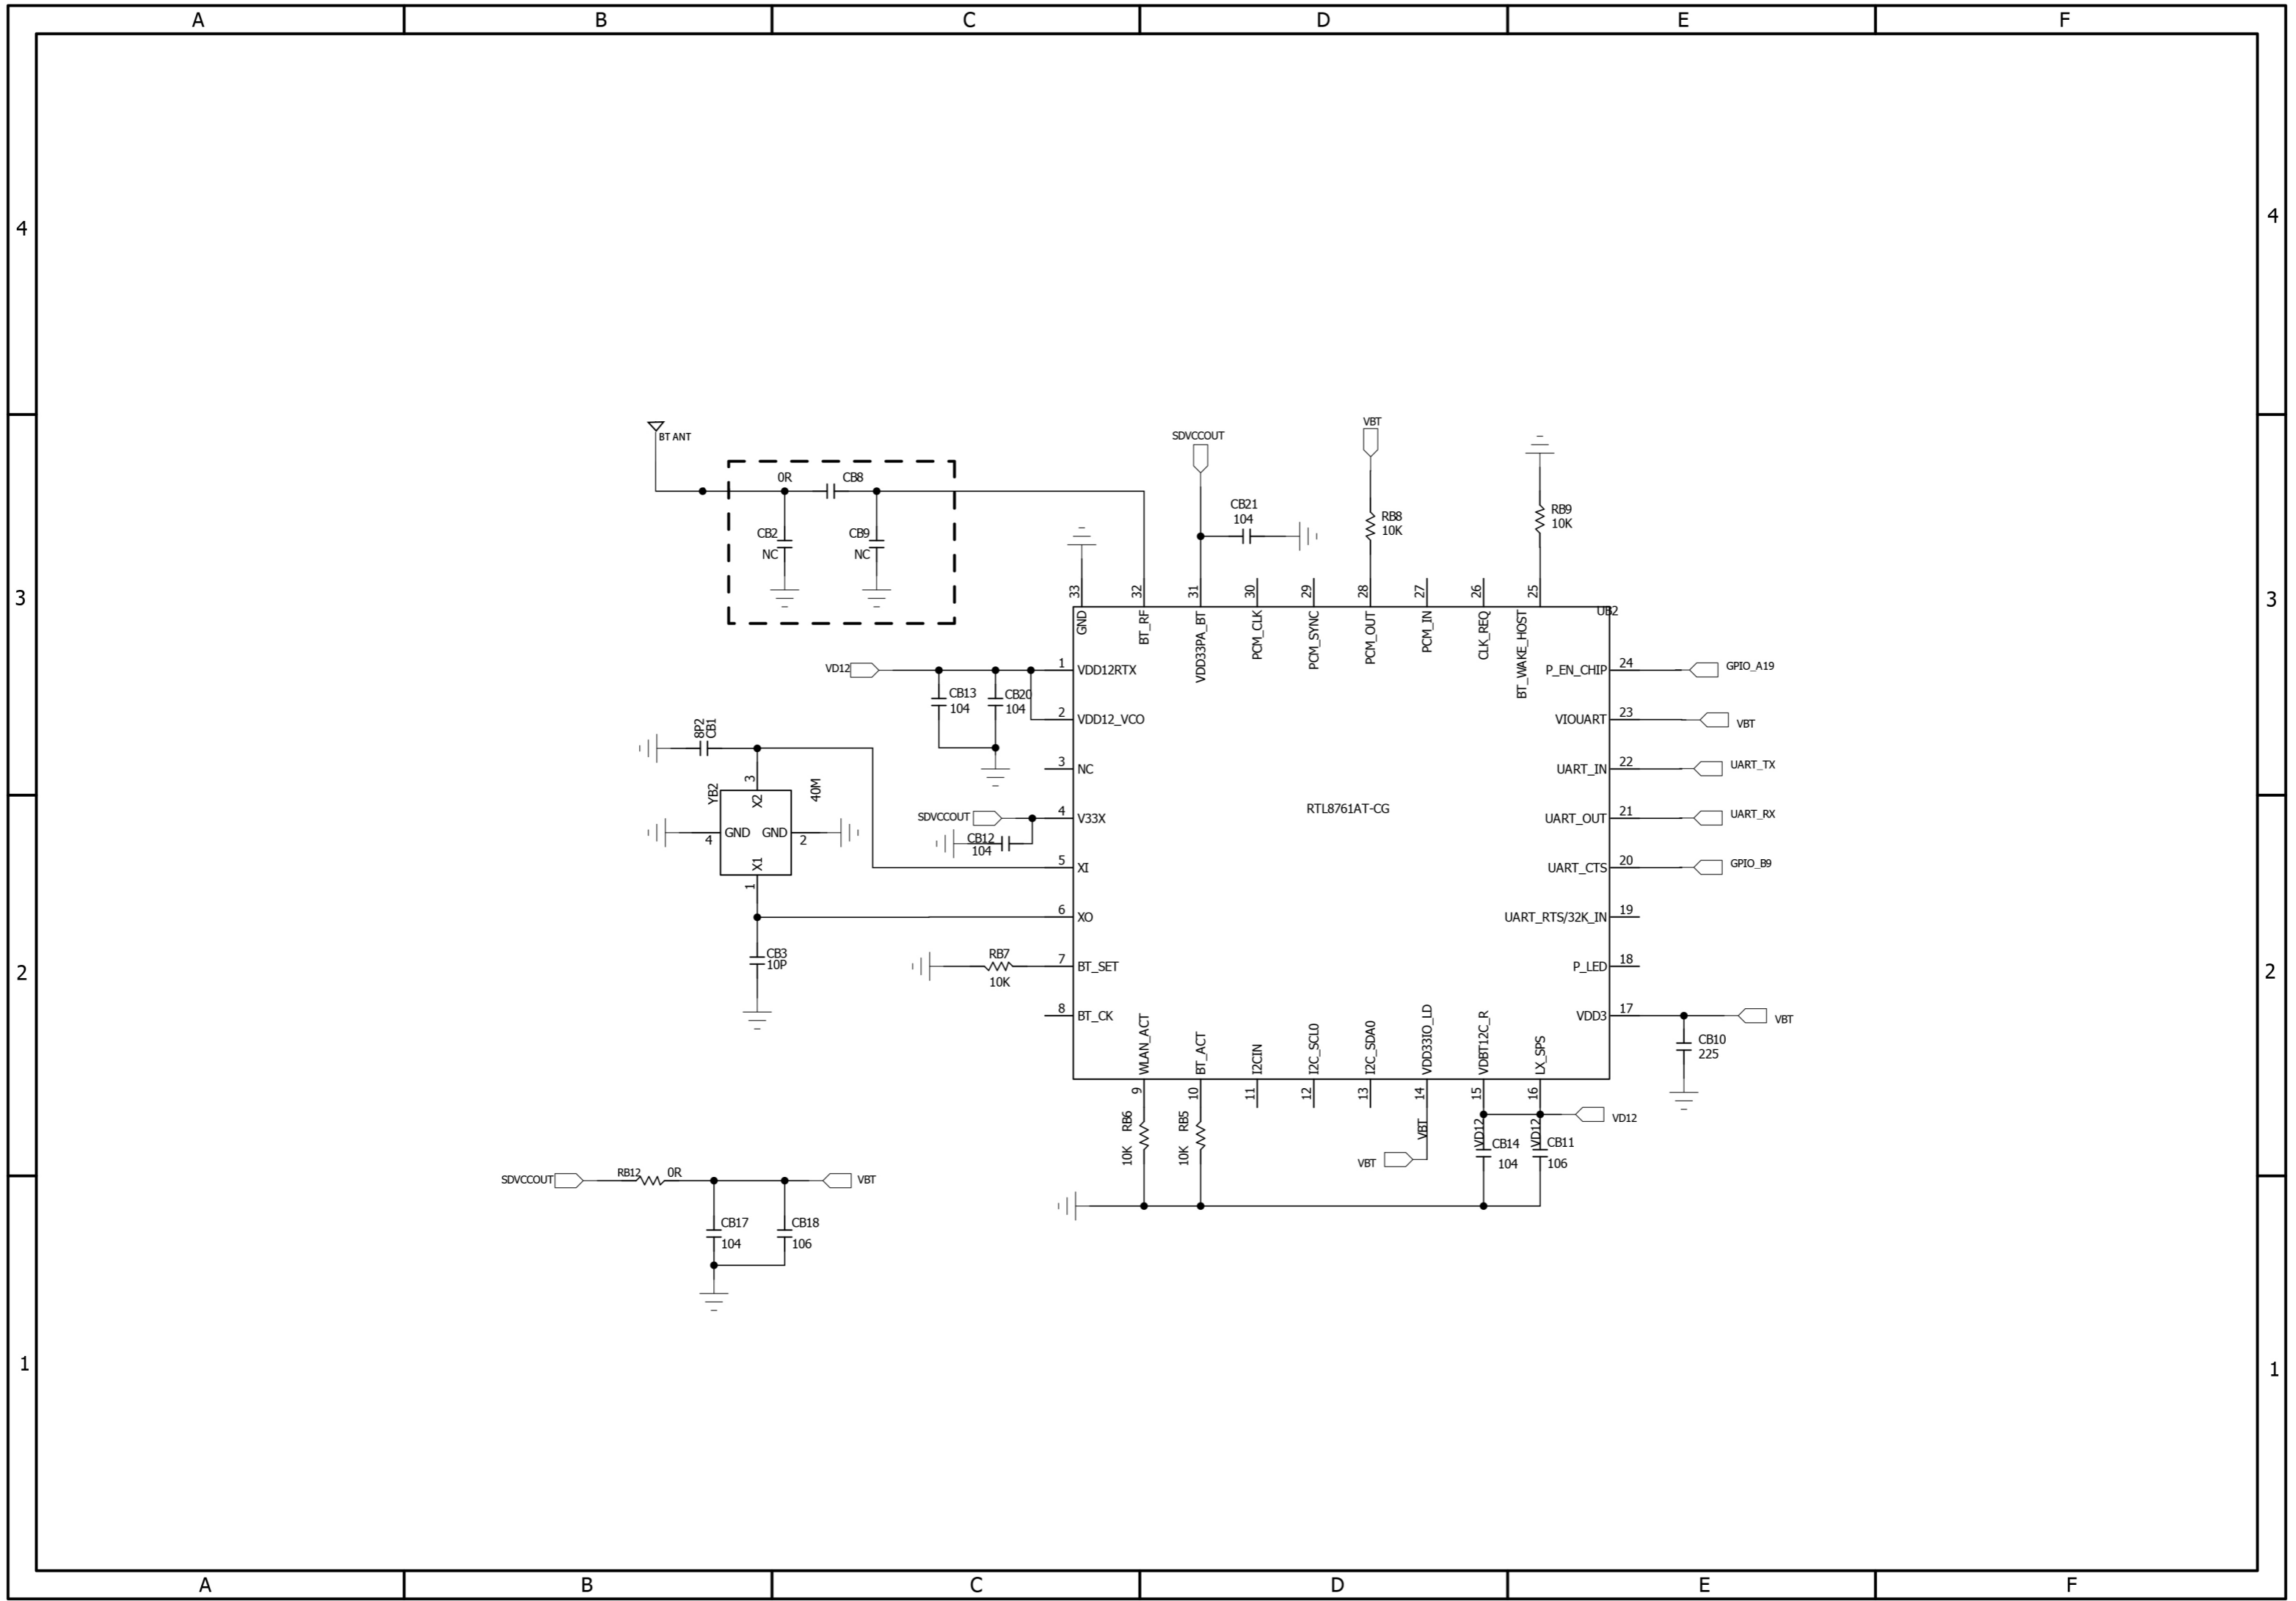 A B C D E F
4 4
BT ANT
SDVCCOUT
VBT
0R CB8
CB2
NC
CB9
NC
CB21
104
RB8
10K
RB9
10K
3 3
33 32 31 30 29 28 27 26 25
UB2
GND
BT_RF
VDD33PA_BT
PCM_CLK
PCM_SYNC
PCM_OUT
PCM_IN
CLK_REQ
BT_WAKE_HOST
VD12
CB13
104
CB20
104
1 VDD12RTX
2 VDD12_VCO
3 NC
SDVCCOUT
4 V33X
CB12
104
5 XI
6 XO
RB7
10K
7 BT_SET
8 BT_CK
8P2
CB1
3
YB2
X2
40M
4 GND GND 2
X1
1
CB3
10P
RTL8761AT-CG
P_EN_CHIP 24 GPIO_A19
VIOUART 23 VBT
UART_IN 22 UART_TX
UART_OUT 21 UART_RX
UART_CTS 20 GPIO_B9
UART_RTS/32K_IN 19
P_LED 18
VDD3 17 VBT
CB10
225
2 2
WLAN_ACT
BT_ACT
I2CIN
I2C_SCL0
I2C_SDA0
VDD33IO_LD
VDBT12C_R
LX_SPS
9 10 11 12 13 14 15 16
10K RB6
10K RB5
VBT
VBT
VD12
VD12
VD12
CB14
104
CB11
106
SDVCCOUT
RB12 0R
VBT
CB17
104
CB18
106
1 1
A B C D E F